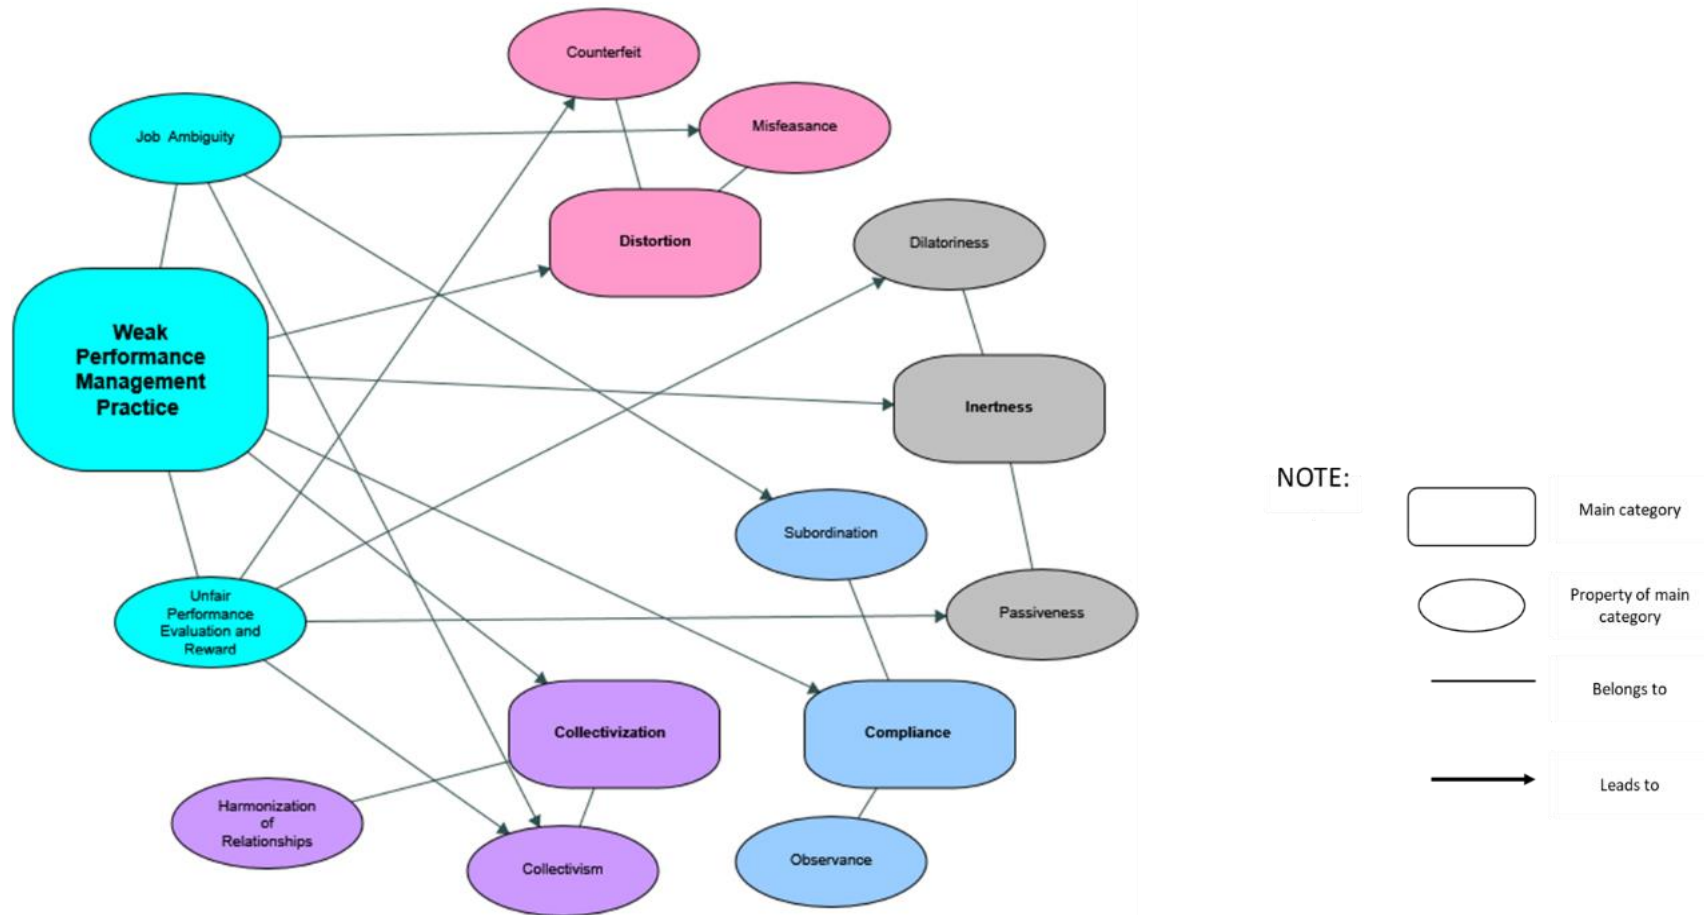 Counterfeit
Misfeasance
Job Ambiguity
Distortion
Dilatoriness
Weak
Performance
Management
Practice
Inertness
NOTE:
Main category
Subordination
Property of main
category
Unfair
Performance
Evaluation and
Reward
Passiveness
Belongs to
Collectivization
Compliance
Leads to
Harmonization
of
Relationships
Collectivism
Observance